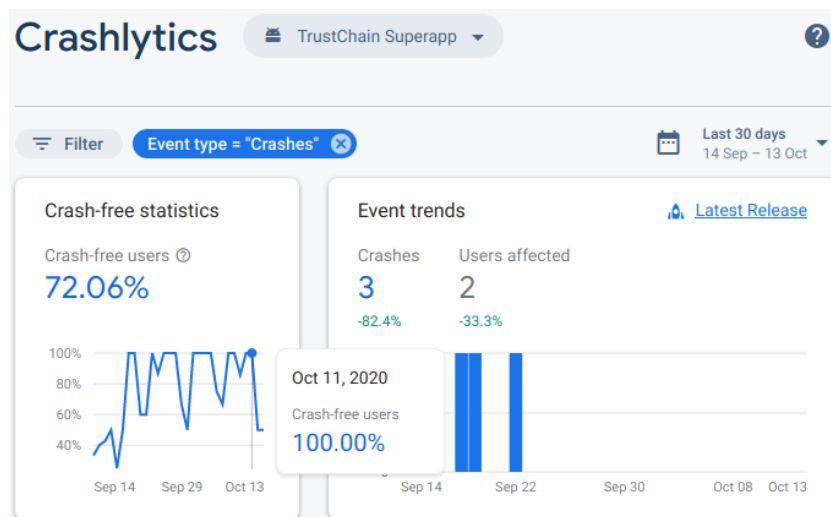 Crashlytics
TrustChain Superapp
Filter
Event type = "Crashes"
Last 30 days
14 Sep – 13 Oct
Crash-free statistics
Crash-free users
72.06%
100%
80%
60%
40%
Sep 14 Sep 29 Oct 13
Oct 11, 2020
Crash-free users
100.00%
Event trends
Latest Release
Crashes Users affected
3 2
-82.4% -33.3%
Sep 14 Sep 22 Sep 30 Oct 08 Oct 13